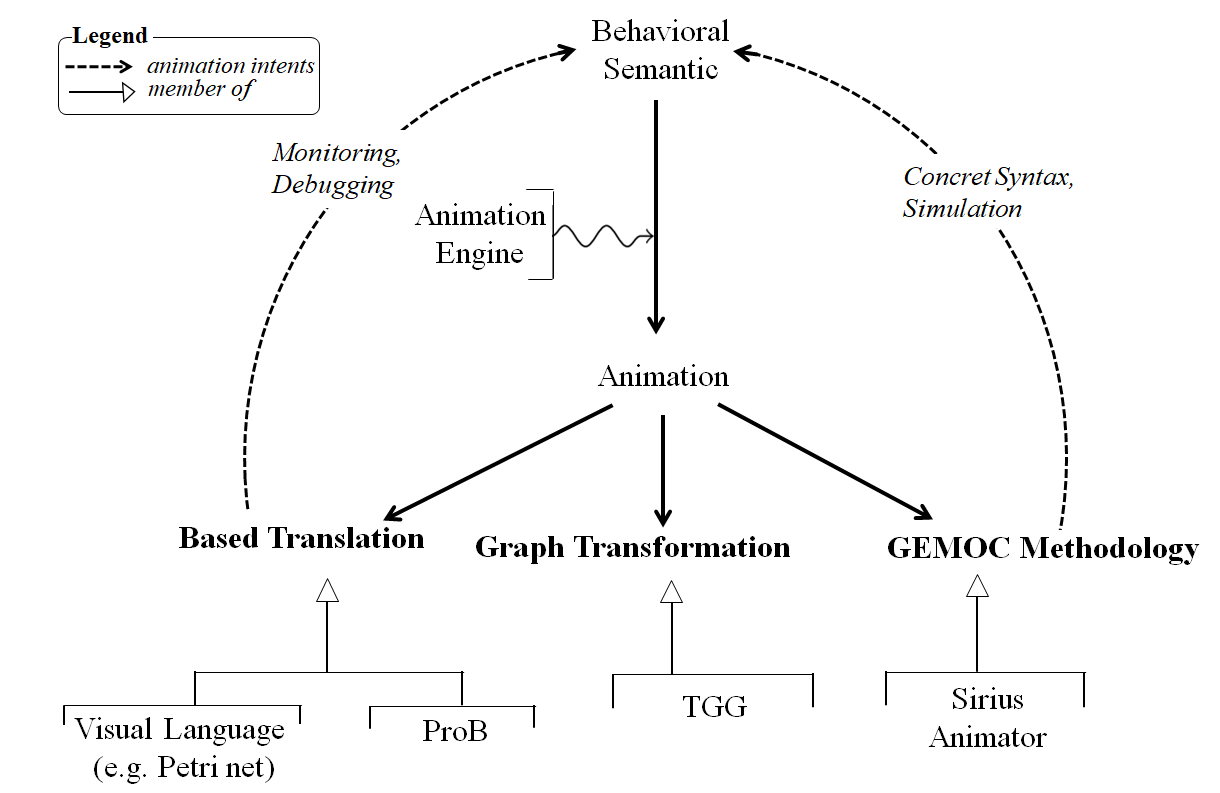 Legend
animation intents
member of
Behavioral
Semantic
Monitoring,
Debugging
Concret Syntax,
Simulation
Animation
Engine
Animation
Based Translation
Graph Transformation
GEMOC Methodology
Visual Language
(e.g. Petri net)
ProB
TGG
Sirius
Animator